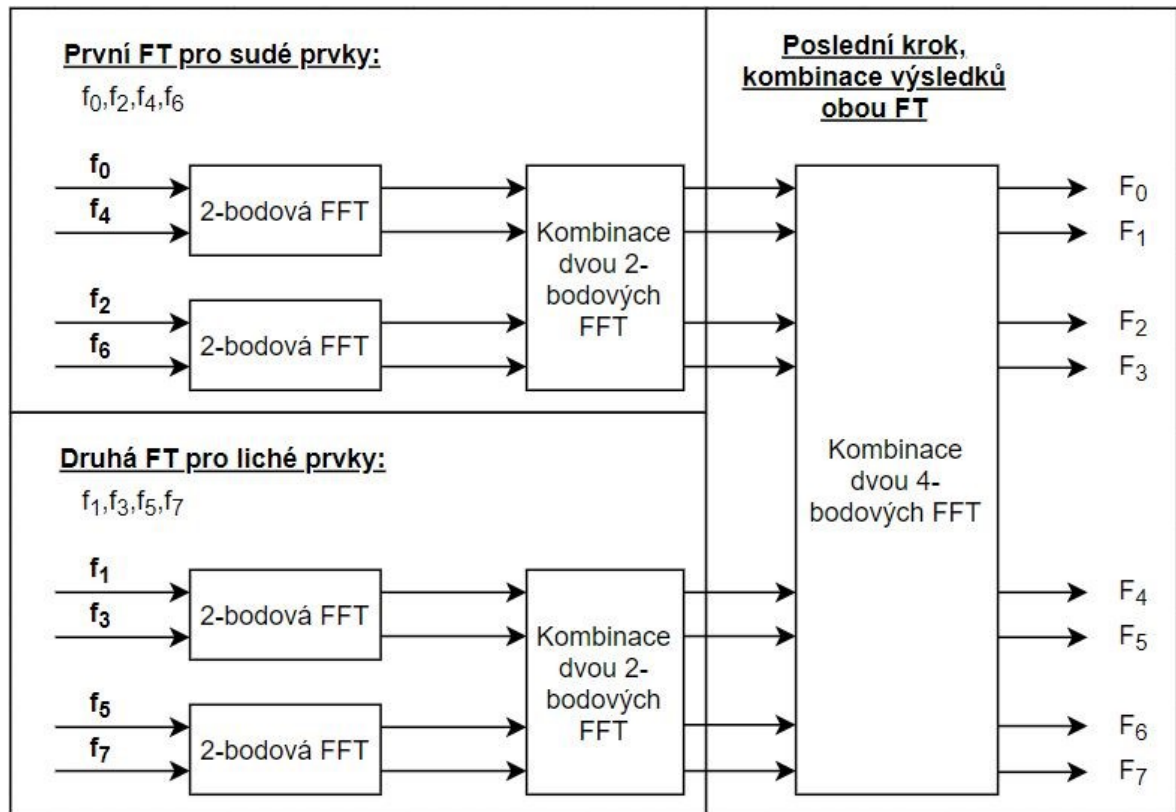 První FT pro sudé prvky:
f0,f2,f4,f6
f0
f4
2-bodová FFT
f2
f6
2-bodová FFT
Kombinace
dvou 2-
bodových
FFT
Druhá FT pro liché prvky:
f1,f3,f5,f7
f1
f3
2-bodová FFT
f5
f7
2-bodová FFT
Kombinace
dvou 2-
bodových
FFT
Poslední krok,
kombinace výsledků
obou FT
Kombinace
dvou 4-
bodových FFT
F0
F1
F2
F3
F4
F5
F6
F7